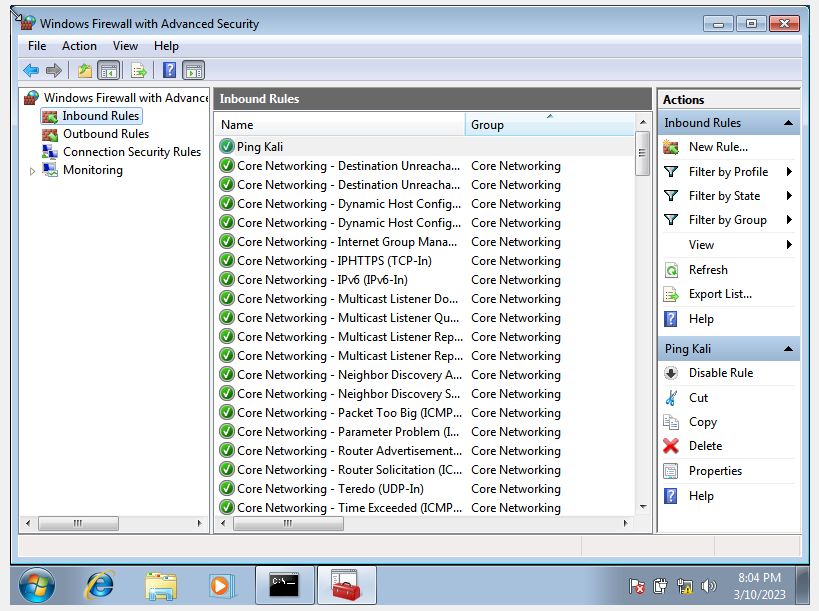 Windows Firewall with Advanced Security
File Action View Help
Windows Firewall with Advance
Inbound Rules
Outbound Rules
Connection Security Rules
Monitoring
Inbound Rules
Name Group
Ping Kali
Core Networking - Destination Unreacha... Core Networking
Core Networking - Destination Unreacha... Core Networking
Core Networking - Dynamic Host Config... Core Networking
Core Networking - Dynamic Host Config... Core Networking
Core Networking - Internet Group Mana... Core Networking
Core Networking - IPHTTPS (TCP-In) Core Networking
Core Networking - IPv6 (IPv6-In) Core Networking
Core Networking - Multicast Listener Do... Core Networking
Core Networking - Multicast Listener Qu... Core Networking
Core Networking - Multicast Listener Rep... Core Networking
Core Networking - Multicast Listener Rep... Core Networking
Core Networking - Neighbor Discovery A... Core Networking
Core Networking - Neighbor Discovery S... Core Networking
Core Networking - Packet Too Big (ICMP... Core Networking
Core Networking - Parameter Problem (I... Core Networking
Core Networking - Router Advertisement... Core Networking
Core Networking - Router Solicitation (IC... Core Networking
Core Networking - Teredo (UDP-In) Core Networking
Core Networking - Time Exceeded (ICMP... Core Networking
Actions
Inbound Rules
New Rule...
Filter by Profile
Filter by State
Filter by Group
View
Refresh
Export List...
Help
Ping Kali
Disable Rule
Cut
Copy
Delete
Properties
Help
C:\_
8:04 PM
3/10/2023